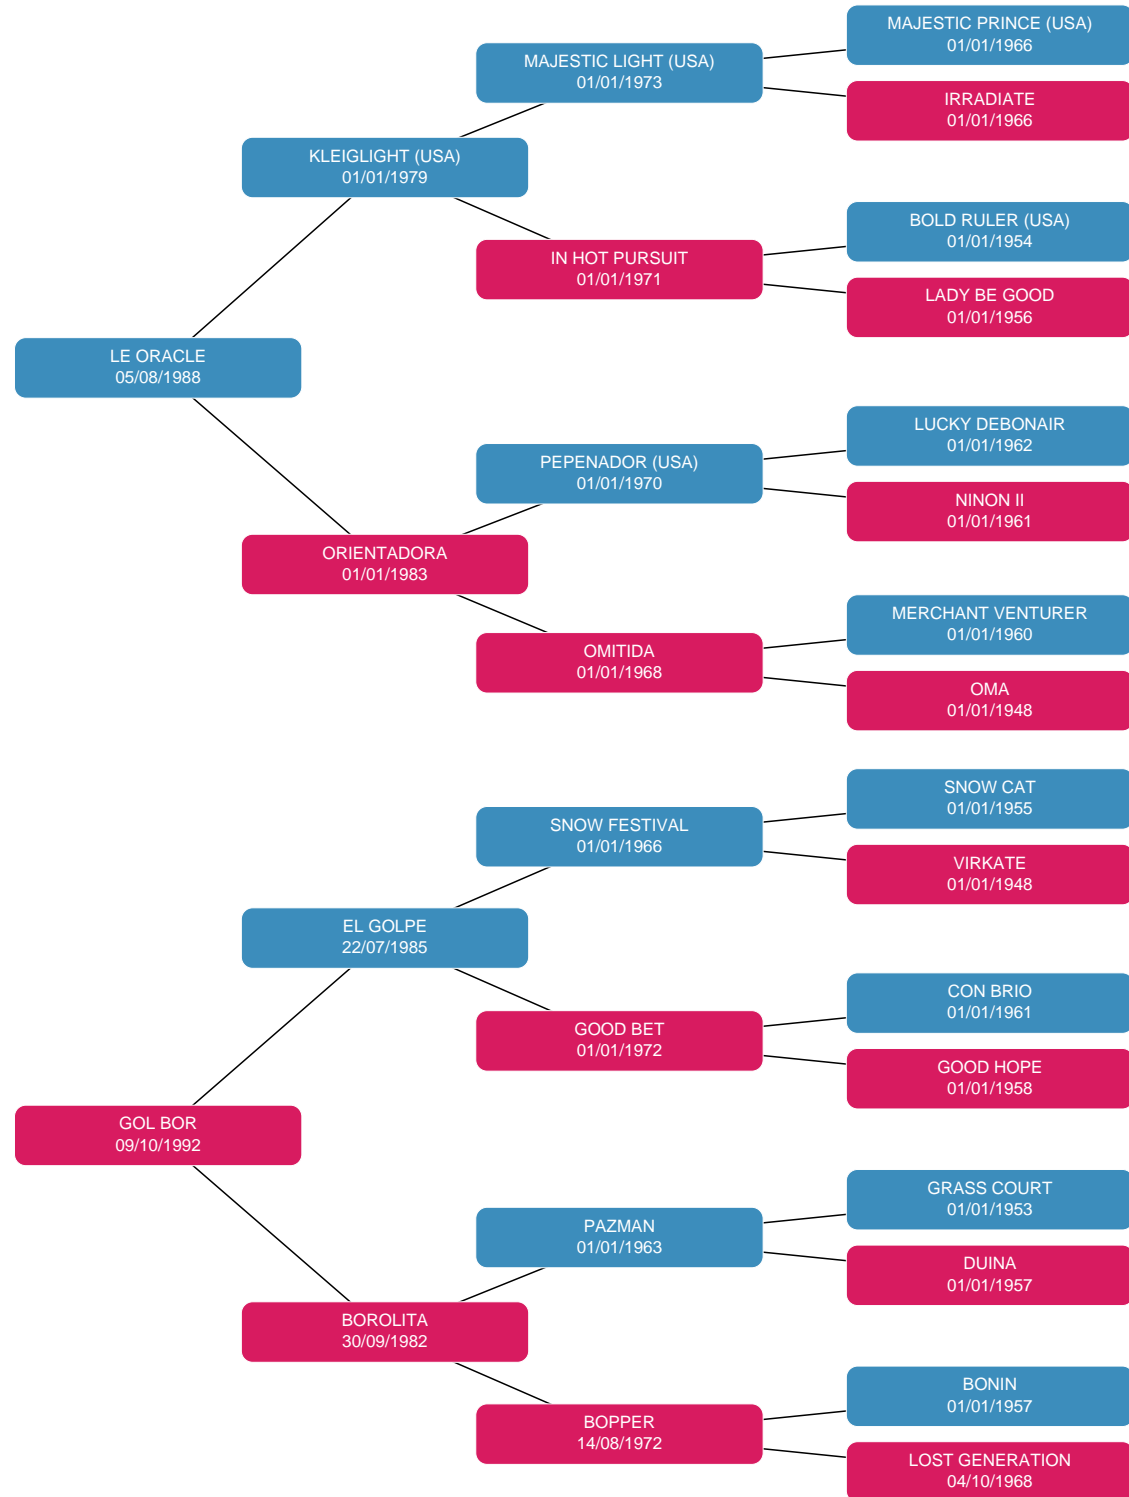 MAJESTIC PRINCE (USA)
01/01/1966
MAJESTIC LIGHT (USA)
01/01/1973
IRRADIATE
01/01/1966
KLEIGLIGHT (USA)
01/01/1979
BOLD RULER (USA)
01/01/1954
IN HOT PURSUIT
01/01/1971
LADY BE GOOD
01/01/1956
LE ORACLE
05/08/1988
LUCKY DEBONAIR
01/01/1962
PEPENADOR (USA)
01/01/1970
NINON II
01/01/1961
ORIENTADORA
01/01/1983
MERCHANT VENTURER
01/01/1960
OMITIDA
01/01/1968
OMA
01/01/1948
SNOW CAT
01/01/1955
SNOW FESTIVAL
01/01/1966
VIRKATE
01/01/1948
EL GOLPE
22/07/1985
CON BRIO
01/01/1961
GOOD BET
01/01/1972
GOOD HOPE
01/01/1958
GOL BOR
09/10/1992
GRASS COURT
01/01/1953
PAZMAN
01/01/1963
DUINA
01/01/1957
BOROLITA
30/09/1982
BONIN
01/01/1957
BOPPER
14/08/1972
LOST GENERATION
04/10/1968